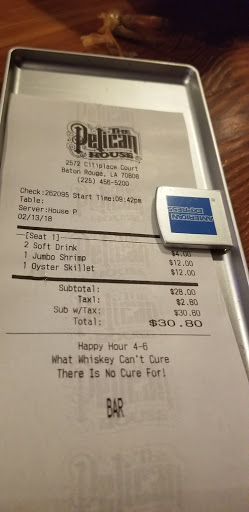 The
Pelican
HOUSE
2572 Citiplace Court
Baton Rouge, LA 70808
(225) 456-5200
Check:262095 Start Time:09:42pm
Table:
Server:House P
02/13/18
[Seat 1]
2 Soft Drink $4.00
1 Jumbo Shrimp $12.00
1 Oyster Skillet $12.00
Subtotal: $28.00
Tax1: $2.80
Sub w/Tax: $30.80
Total: $30.80
Happy Hour 4-6
What Whiskey Can't Cure
There Is No Cure For!
BAR
AMERICAN
EXPRESS